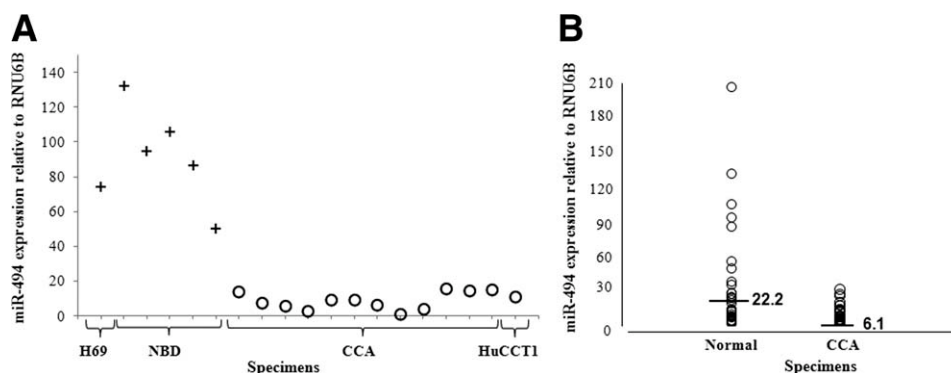 A
miR-494 expression relative to RNU6B
140
120
100
80
60
40
20
0
H69 NBD CCA HuCCT1
Specimens
B
miR-494 expression relative to RNU6B
210
180
150
120
90
60
30
0
22.2
6.1
Normal CCA
Specimens